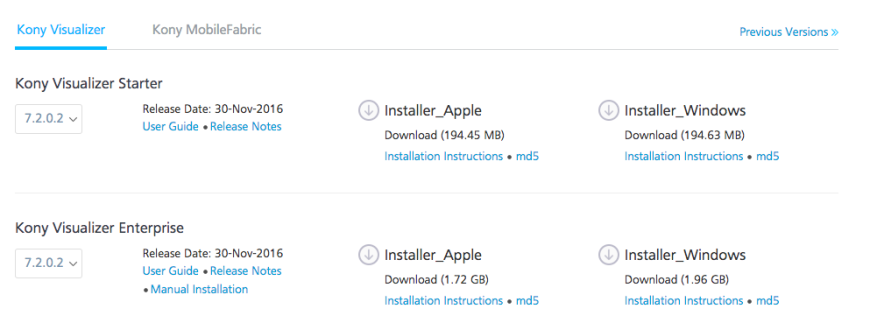 Kony Visualizer Kony MobileFabric Previous Versions »
Kony Visualizer Starter
7.2.0.2 Release Date: 30-Nov-2016 Installer_Apple Installer_Windows
User Guide • Release Notes Download (194.45 MB) Download (194.63 MB)
Installation Instructions • md5 Installation Instructions • md5
Kony Visualizer Enterprise
7.2.0.2 Release Date: 30-Nov-2016 Installer_Apple Installer_Windows
User Guide • Release Notes Download (1.72 GB) Download (1.96 GB)
• Manual Installation Installation Instructions • md5 Installation Instructions • md5